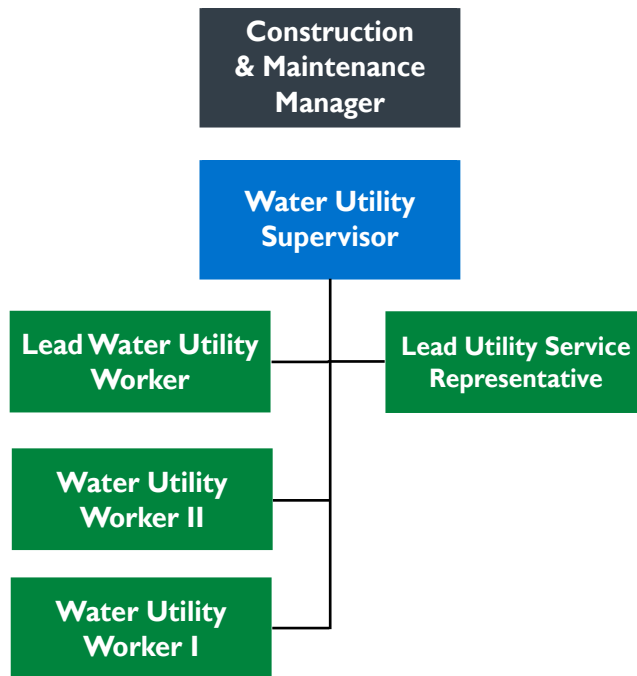 Construction
& Maintenance
Manager
Water Utility
Supervisor
Lead Water Utility
Worker
Lead Utility Service
Representative
Water Utility
Worker II
Water Utility
Worker I